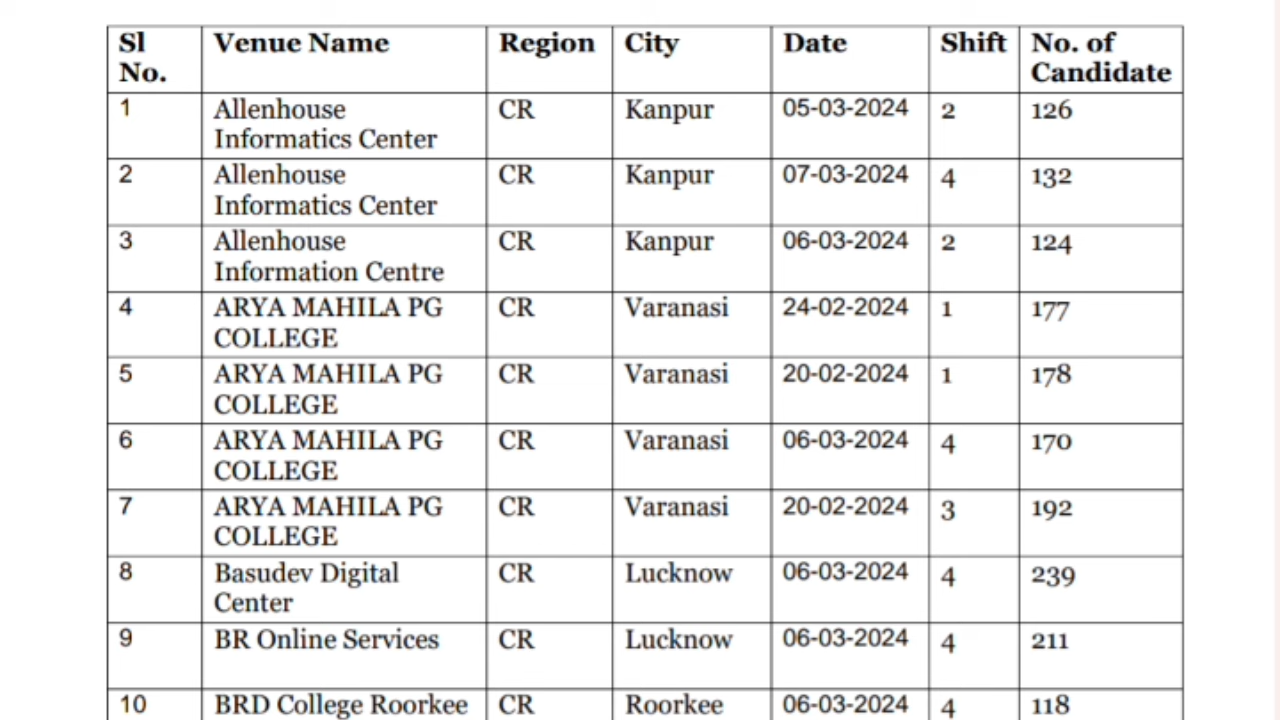 Sl No. Venue Name Region City Date Shift No. of Candidate
1 Allenhouse Informatics Center CR Kanpur 05-03-2024 2 126
2 Allenhouse Informatics Center CR Kanpur 07-03-2024 4 132
3 Allenhouse Information Centre CR Kanpur 06-03-2024 2 124
4 ARYA MAHILA PG COLLEGE CR Varanasi 24-02-2024 1 177
5 ARYA MAHILA PG COLLEGE CR Varanasi 20-02-2024 1 178
6 ARYA MAHILA PG COLLEGE CR Varanasi 06-03-2024 4 170
7 ARYA MAHILA PG COLLEGE CR Varanasi 20-02-2024 3 192
8 Basudev Digital Center CR Lucknow 06-03-2024 4 239
9 BR Online Services CR Lucknow 06-03-2024 4 211
10 BRD College Roorkee CR Roorkee 06-03-2024 4 118